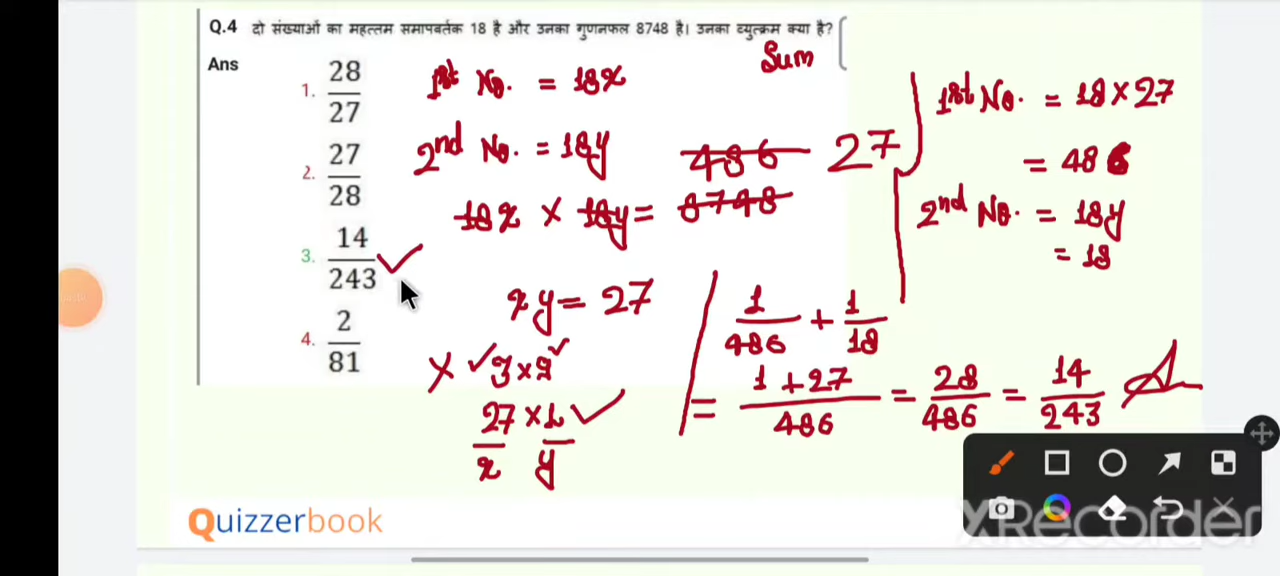 Q.4 दो संख्याओं का महत्तम समापवर्तक 18 है और उनका गुणनफल 8748 है। उनका व्युत्क्रम क्या है?
Sum
Ans
1. 28/27
2. 27/28
3. 14/243
4. 2/81
1st No. = 18x
2nd No. = 18y
486 27
18x × 18y = 8748
xy = 27
27 × 1
x y
1st No. = 18 × 27
= 486
2nd No. = 18y
= 18
1/486 + 1/18
= 1 + 27/486 = 28/486 = 14/243
Quizzerbook
XRecorder